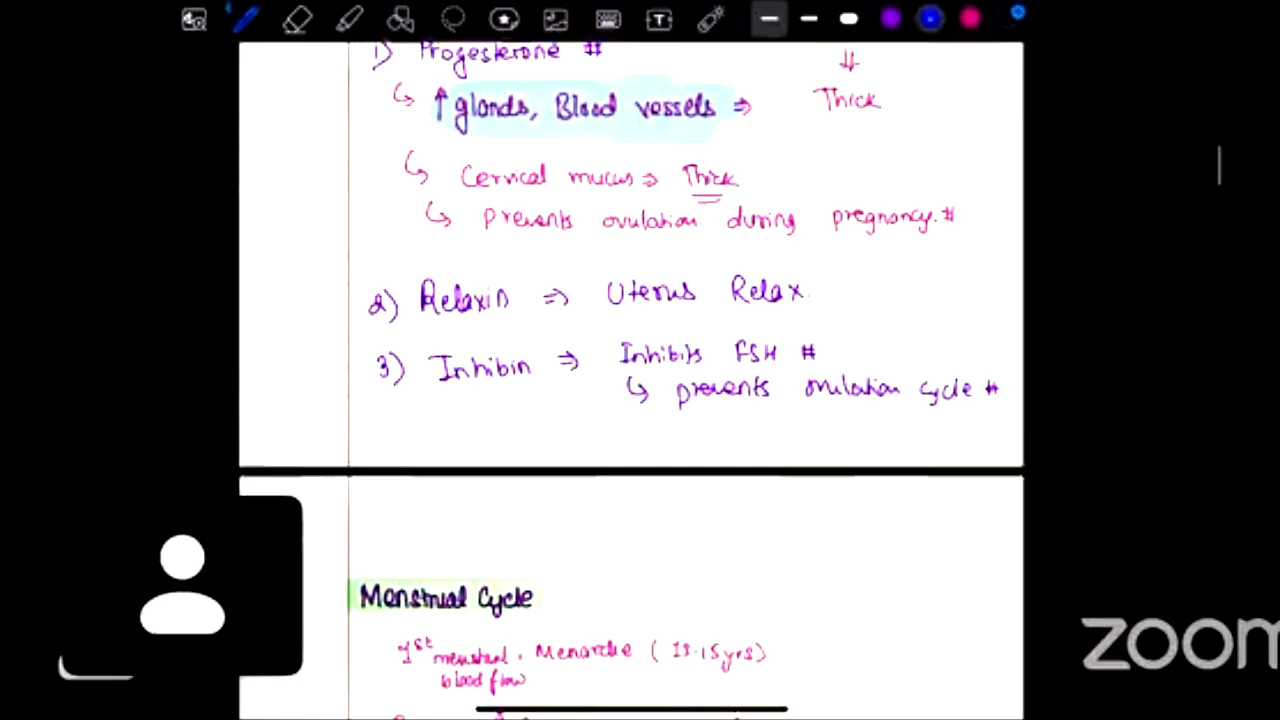 1) Progesterone #
⇓
↳ ↑ glands, Blood vessels ⇒ Thick
↳ Cervical mucus ⇒ Thick
↳ prevents ovulation during pregnancy. #
2) Relaxin ⇒ Uterus Relax.
3) Inhibin ⇒ Inhibits FSH #
↳ prevents ovulation cycle #
Menstrual Cycle
1st menstrual . Menarche ( 13-15yrs)
blood flow
zoom